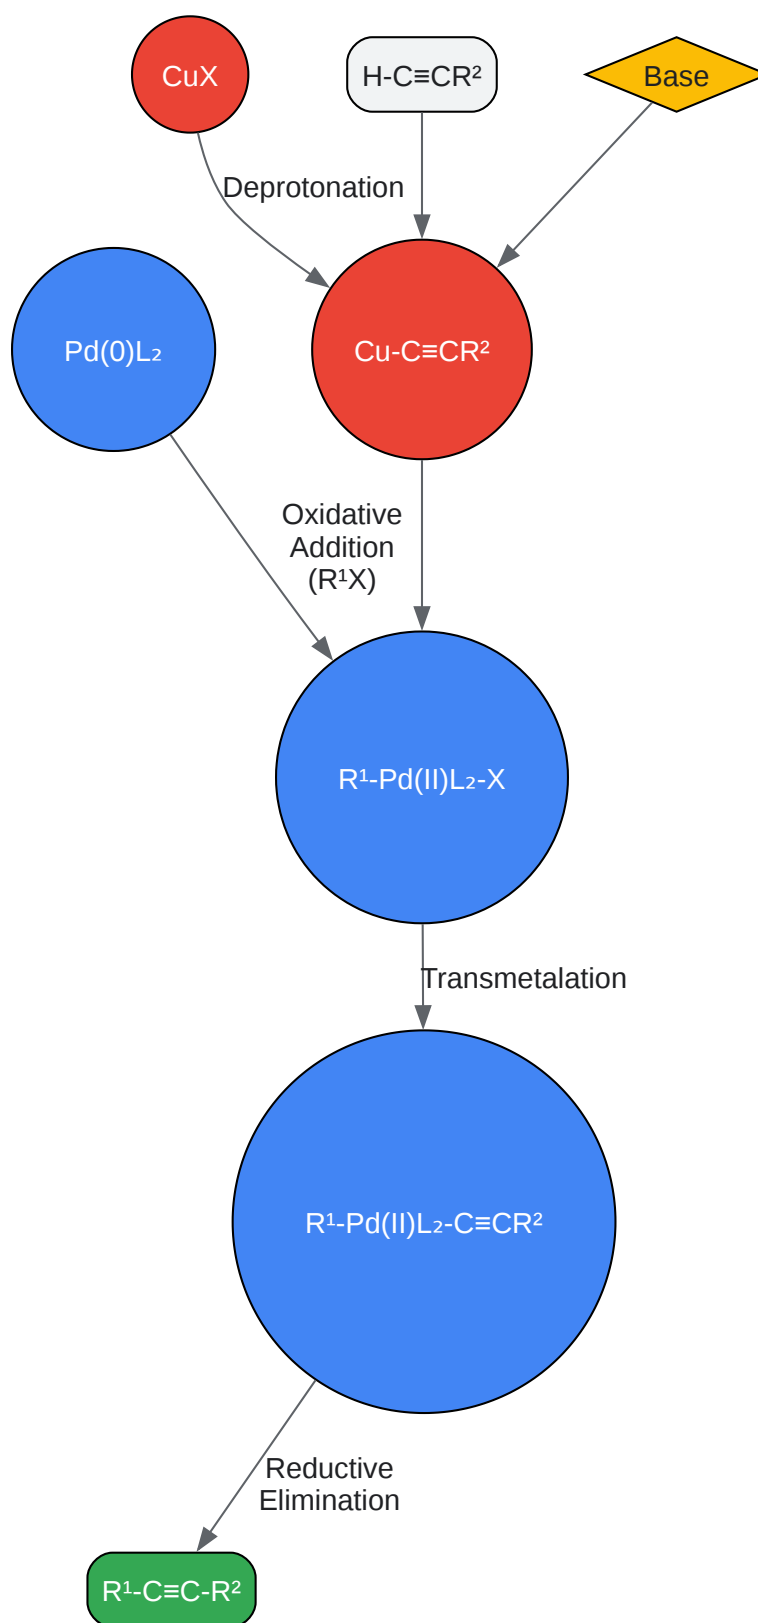 CuX
H-C≡CR²
Base
Deprotonation
Pd(0)L₂
Cu-C≡CR²
Oxidative
Addition
(R¹X)
R¹-Pd(II)L₂-X
Transmetalation
R¹-Pd(II)L₂-C≡CR²
Reductive
Elimination
R¹-C≡C-R²